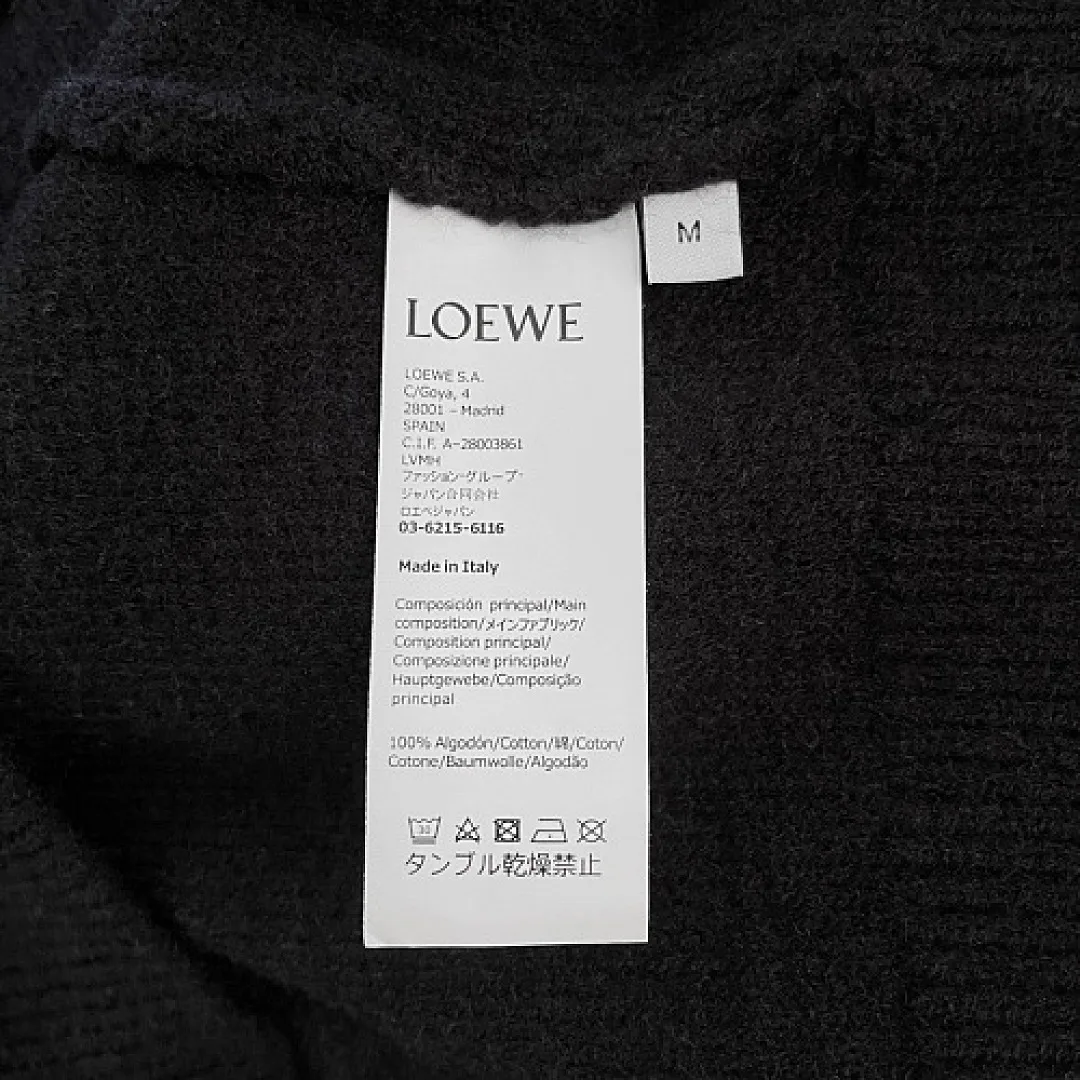 M
LOEWE
LOEWE S.A.
C/Goya, 4
28001 - Madrid
SPAIN
C.I.F. A-28003861
LVMH
ファッション・グループ・
ジャパン合同会社
ロエベジャパン
03-6215-6116
Made in Italy
Composición principal/Main
composition/メインファブリック/
Composition principal/
Composizione principale/
Hauptgewebe/Composição
principal
100% Algodón/Cotton/綿/Coton/
Cotone/Baumwolle/Algodão
30
タンブル乾燥禁止